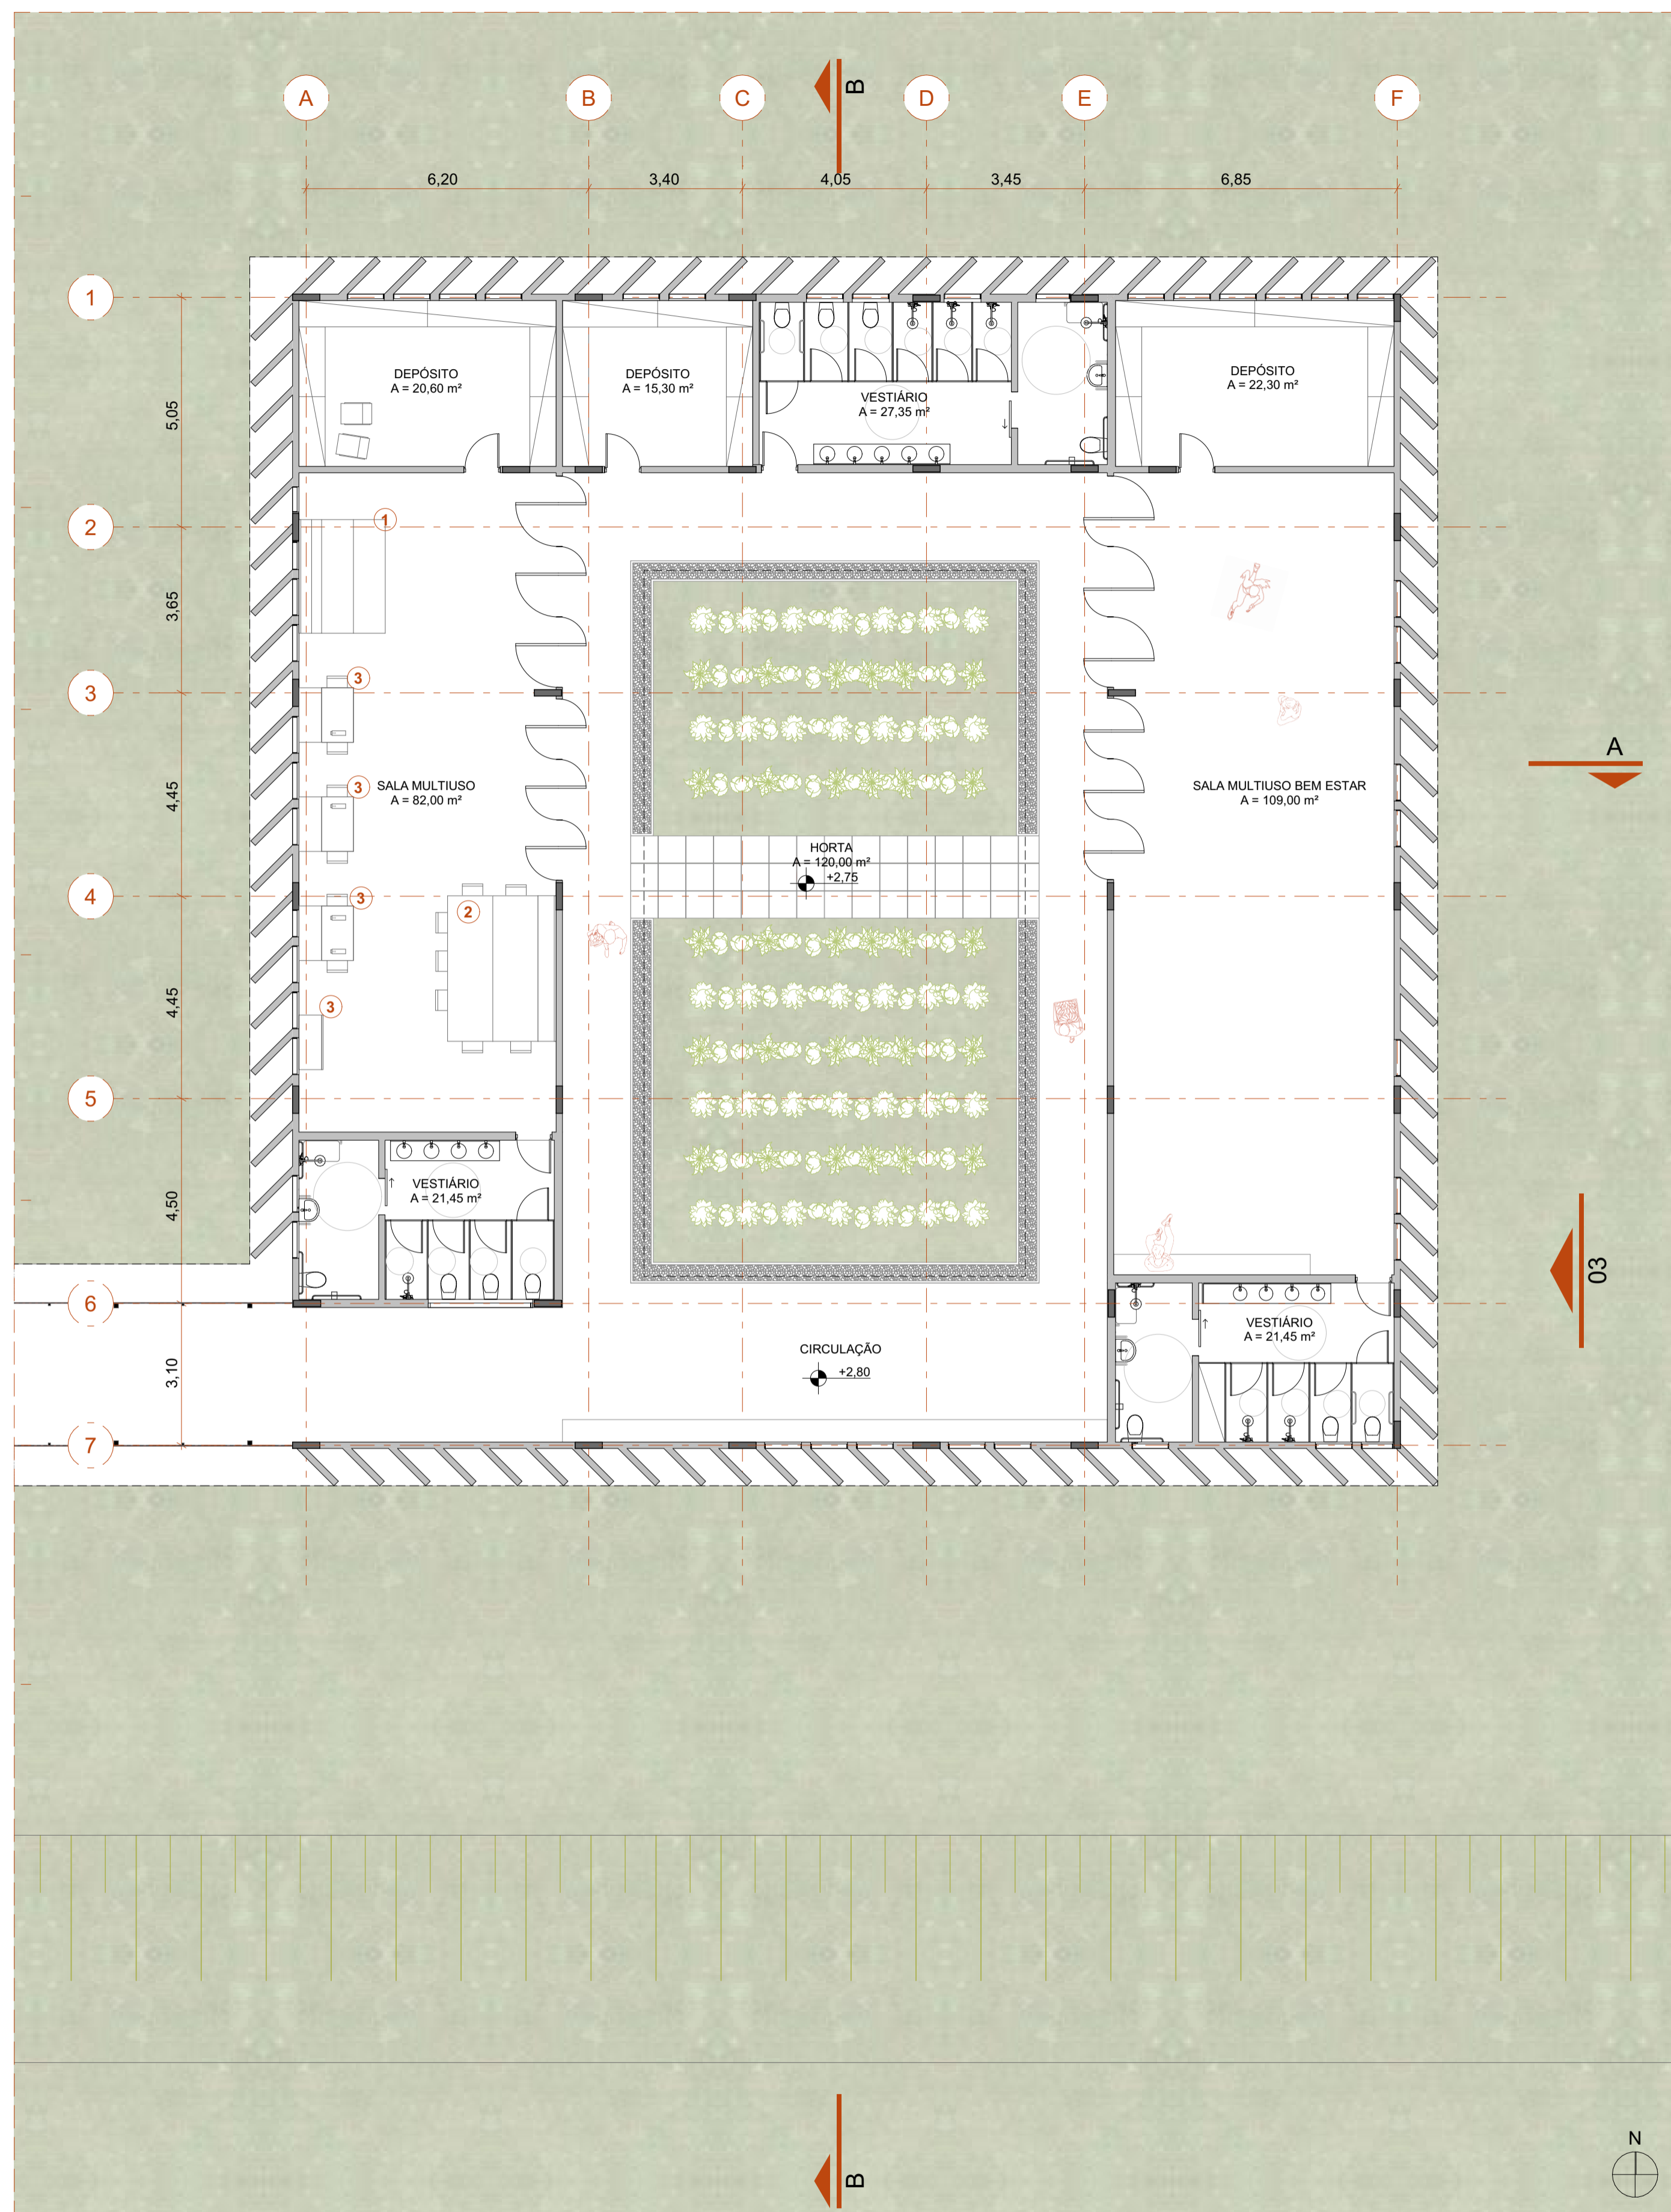 B
A
B
C
D
E
F
6,20
3,40
4,05
3,45
6,85
1
5,05
DEPÓSITO
A = 20,60 m²
DEPÓSITO
A = 15,30 m²
VESTIÁRIO
A = 27,35 m²
DEPÓSITO
A = 22,30 m²
2
1
3,65
3
3
A
4,45
3
SALA MULTIUSO
A = 82,00 m²
SALA MULTIUSO BEM ESTAR
A = 109,00 m²
HORTA
A = 120,00 m²
+2,75
4
3
2
4,45
3
5
4,50
VESTIÁRIO
A = 21,45 m²
03
6
VESTIÁRIO
A = 21,45 m²
CIRCULAÇÃO
+2,80
3,10
7
N
B